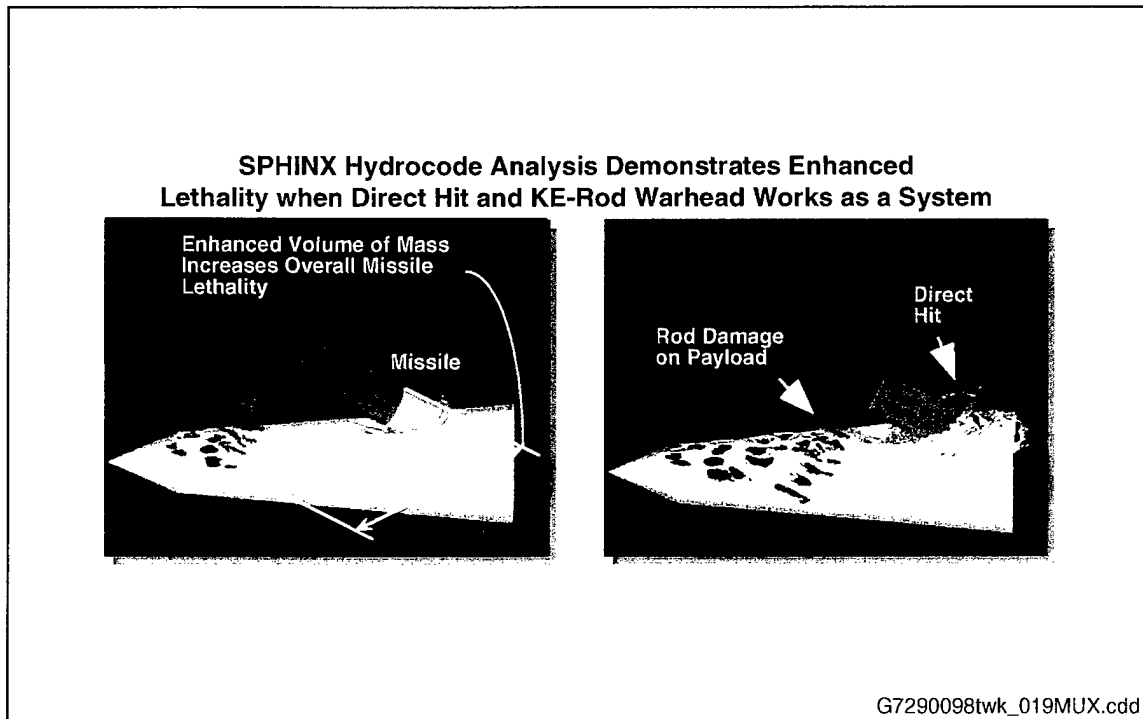 SPHINX Hydrocode Analysis Demonstrates Enhanced
Lethality when Direct Hit and KE-Rod Warhead Works as a System
Enhanced Volume of Mass
Increases Overall Missile
Lethality
Missile
Direct
Hit
Rod Damage
on Payload
G7290098twk_019MUX.cdd